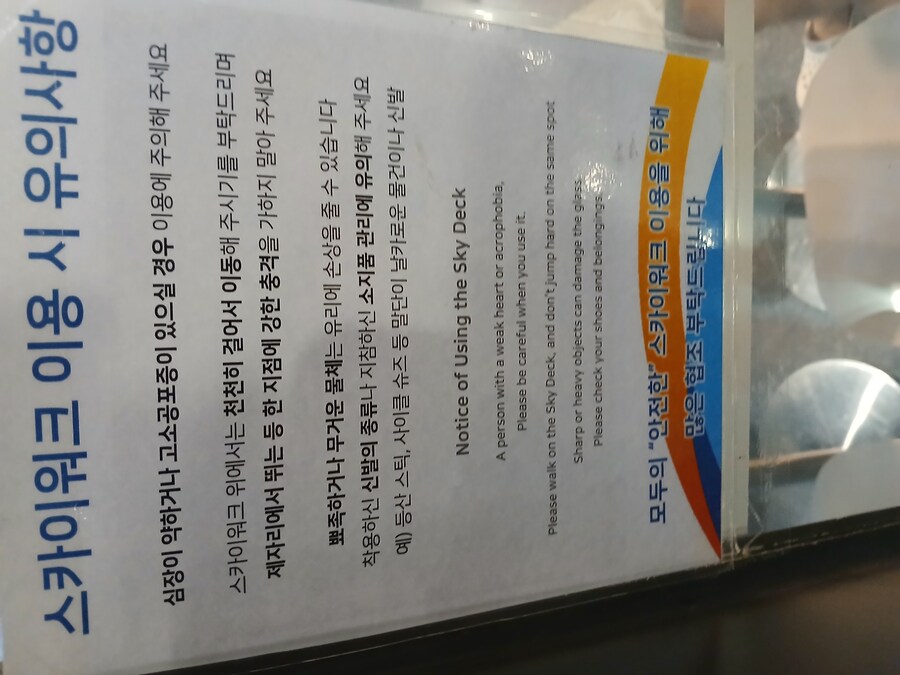 스카이워크 이용 시 유의사항
심장이 약하거나 고소공포증이 있으실 경우 이용에 주의해 주세요
스카이워크 위에서는 천천히 걸어서 이동해 주시기를 부탁드리며
제자리에서 뛰는 등 한 지점에 강한 충격을 가하지 말아 주세요
뾰족하거나 무거운 물체는 유리에 손상을 줄 수 있습니다
착용하신 신발의 종류나 지참하신 소지품 관리에 유의해 주세요
예) 등산 스틱, 사이클 슈즈 등 말단이 날카로운 물건이나 신발
Notice of Using the Sky Deck
A person with a weak heart or acrophobia,
Please be careful when you use it.
Please walk on the Sky Deck, and don't jump hard on the same spot
Sharp or heavy objects can damage the glass.
Please check your shoes and belongings.
모두의 "안전한" 스카이워크 이용을 위해
많은 협조 부탁드립니다